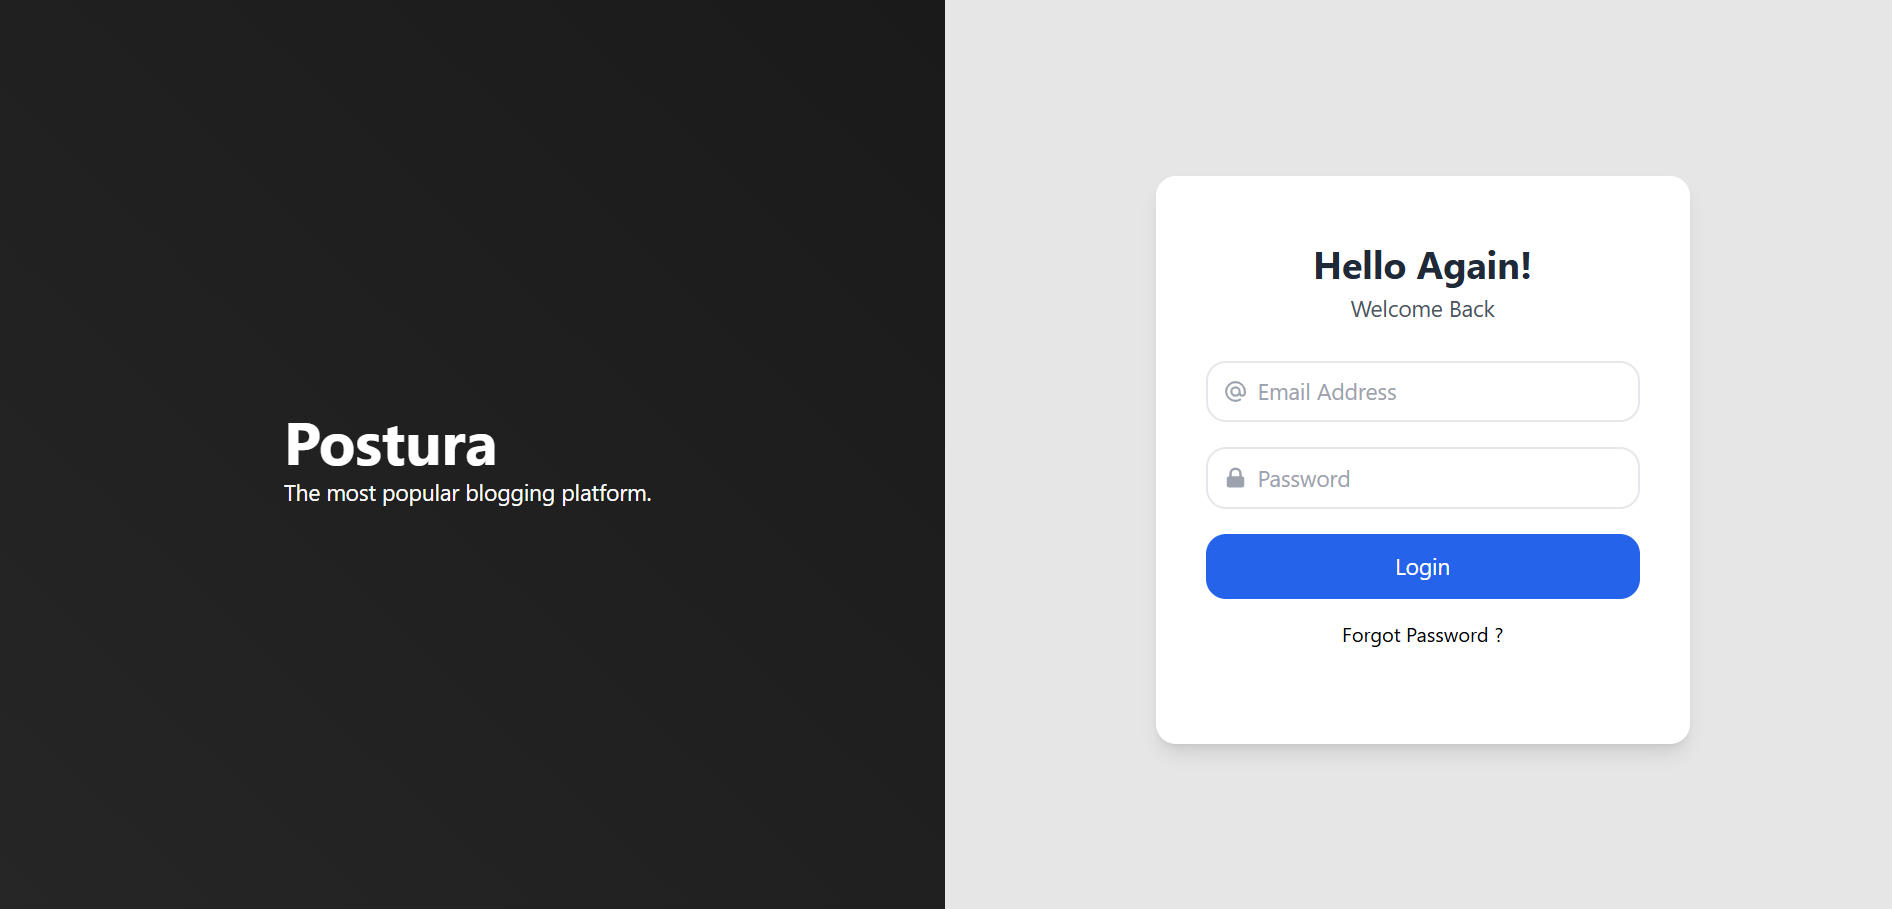 Postura
The most popular blogging platform.
Hello Again!
Welcome Back
Email Address
Password
Login
Forgot Password ?